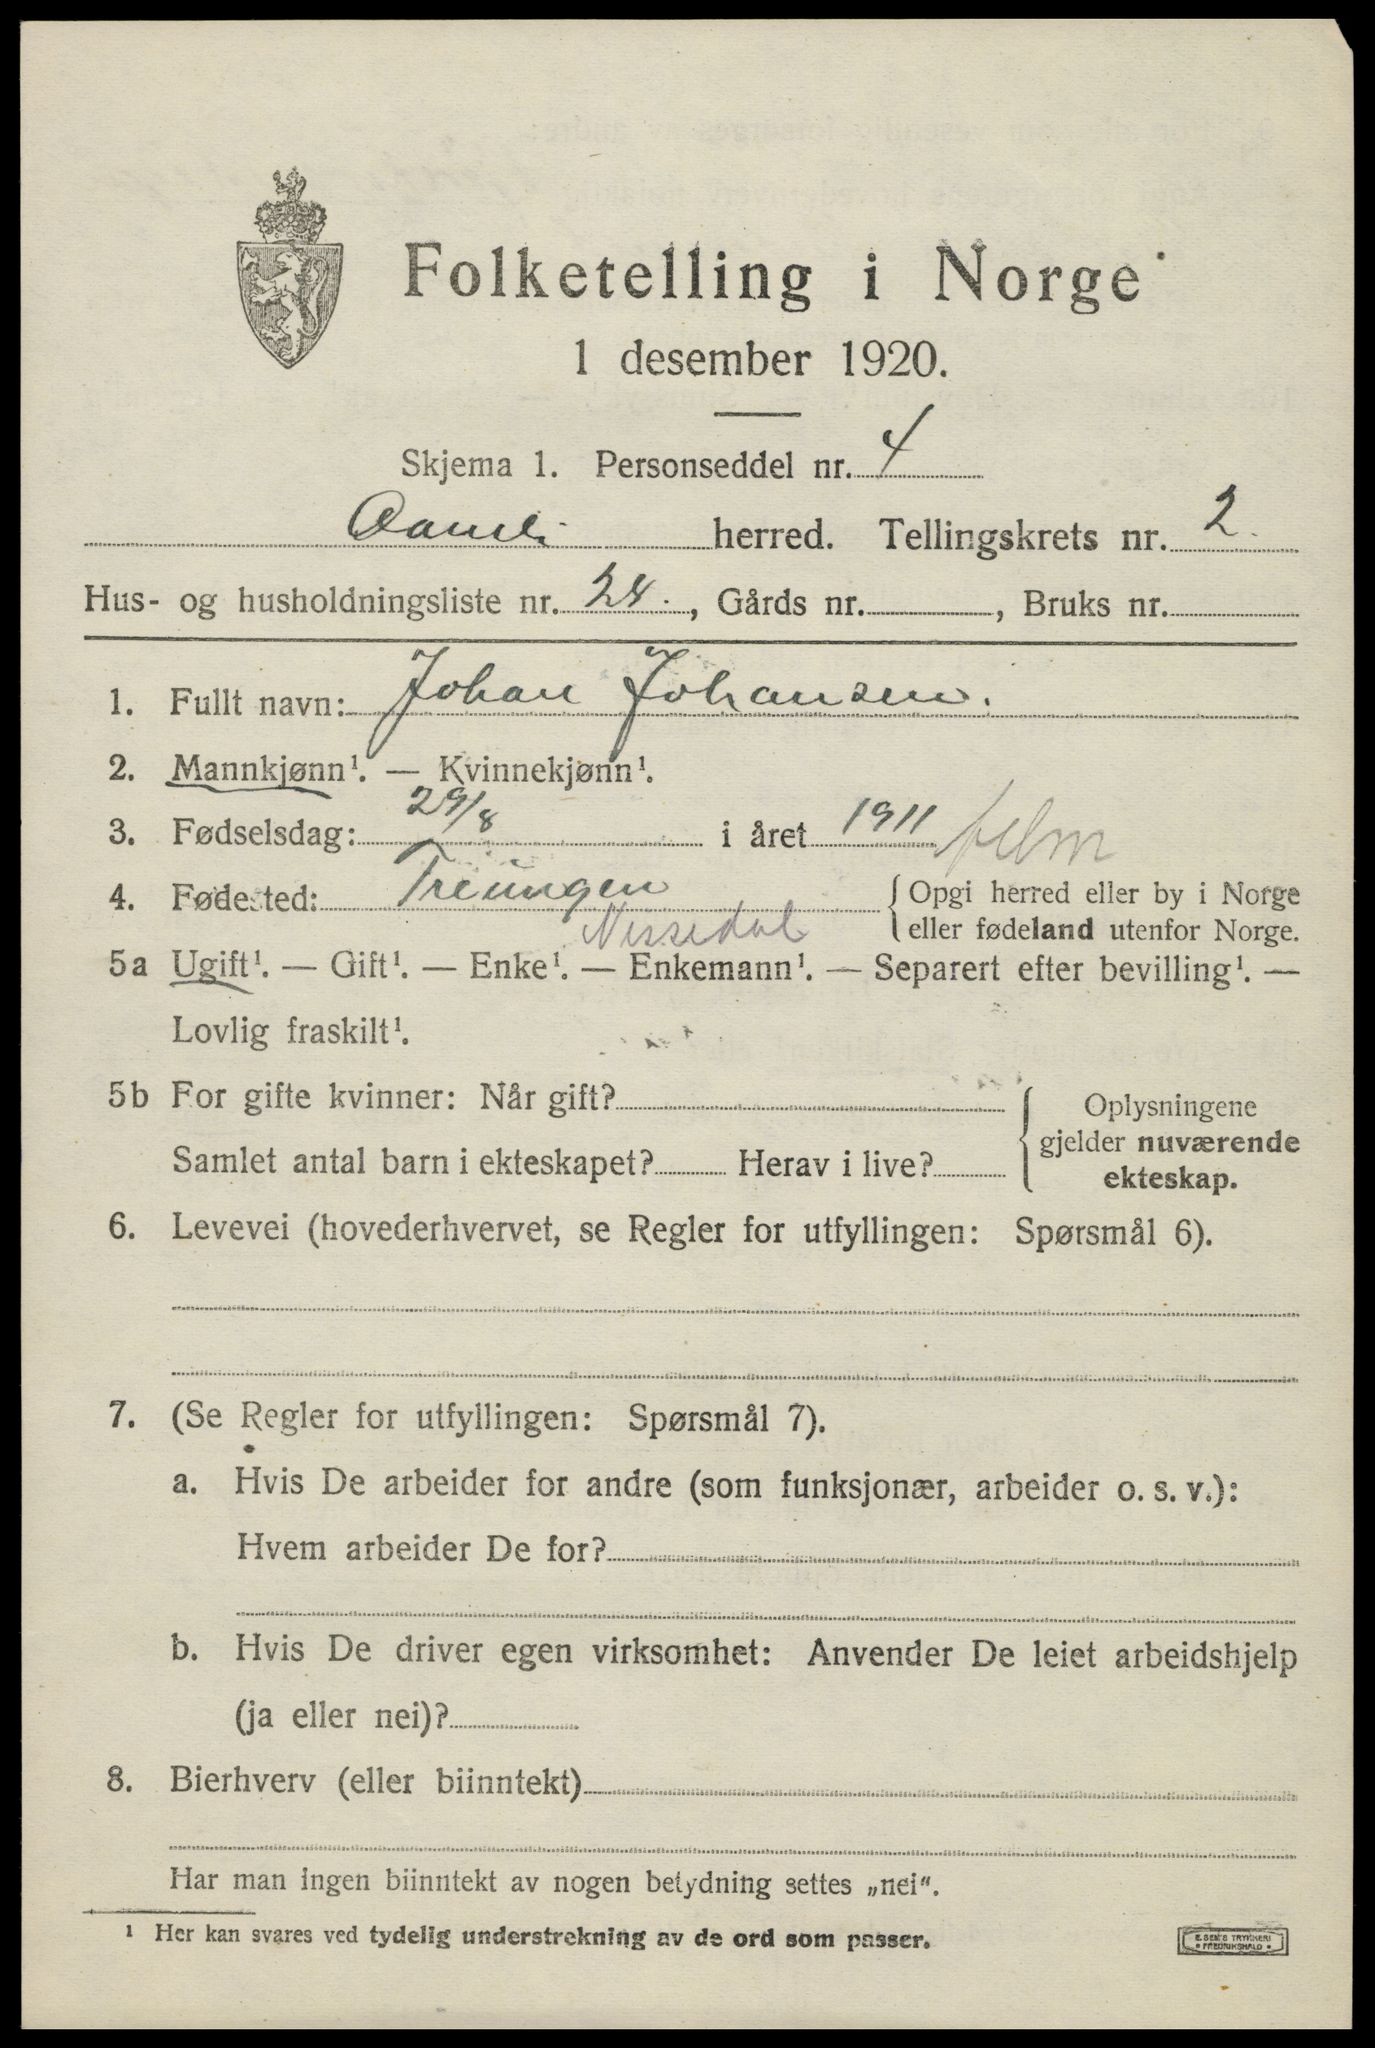 Folketelling i Norge
1 desember 1920.
Skjema 1. Personseddel nr. 4
Aamli herred. Tellingskrets nr. 2.
Hus- og husholdningsliste nr. 24. , Gårds nr. , Bruks nr.
1. Fullt navn: Johan Johansen.
2. Mannkjønn¹. — Kvinnekjønn¹.
3. Fødselsdag: 29/8 i året 1911
4. Fødested: Treungen { Opgi herred eller by i Norge
Nissedal eller fødeland utenfor Norge.
5a Ugift¹. — Gift¹. — Enke¹. — Enkemann¹. — Separert efter bevilling¹. —
Lovlig fraskilt¹.
5b For gifte kvinner: Når gift? { Oplysningene
gjelder nuværende
Samlet antal barn i ekteskapet? Herav i live?
ekteskap.
6. Levevei (hovederhvervet, se Regler for utfyllingen: Spørsmål 6).
7. (Se Regler for utfyllingen: Spørsmål 7).
a. Hvis De arbeider for andre (som funksjonær, arbeider o. s. v.):
Hvem arbeider De for?
b. Hvis De driver egen virksomhet: Anvender De leiet arbeidshjelp
(ja eller nei)?
8. Bierhverv (eller biinntekt)
Har man ingen biinntekt av nogen betydning settes „nei".
¹ Her kan svares ved tydelig understrekning av de ord som passer.
E. SEM'S TRYKKERI
• FREDRIKSHALD •